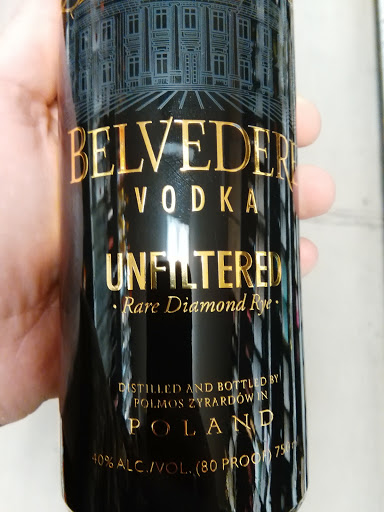 BELVEDERE
VODKA
UNFILTERED
· Rare Diamond Rye ·
DISTILLED AND BOTTLED BY
POLMOS ZYRARDÓW IN
POLAND
40% ALC./VOL. (80 PROOF)